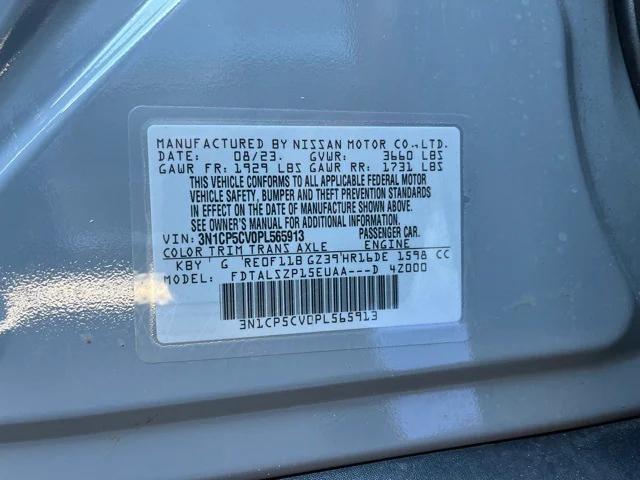 MANUFACTURED BY NISSAN MOTOR CO.,LTD.
DATE: 08/23. GVWR: 3660 LBS
GAWR FR: 1929 LBS GAWR RR: 1731 LBS
THIS VEHICLE CONFORMS TO ALL APPLICABLE FEDERAL MOTOR
VEHICLE SAFETY, BUMPER AND THEFT PREVENTION STANDARDS
IN EFFECT ON THE DATE OF MANUFACTURE SHOWN ABOVE.
SEE OWNER'S MANUAL FOR ADDITIONAL INFORMATION.
VIN: 3N1CP5CV0PL565913 PASSENGER CAR.
COLOR TRIM TRANS AXLE ENGINE
KBY G RE0F11B GZ39 HR16DE 1598 CC
MODEL: FDTALSZP15EUAA---D 4Z000
3N1CP5CV0PL565913